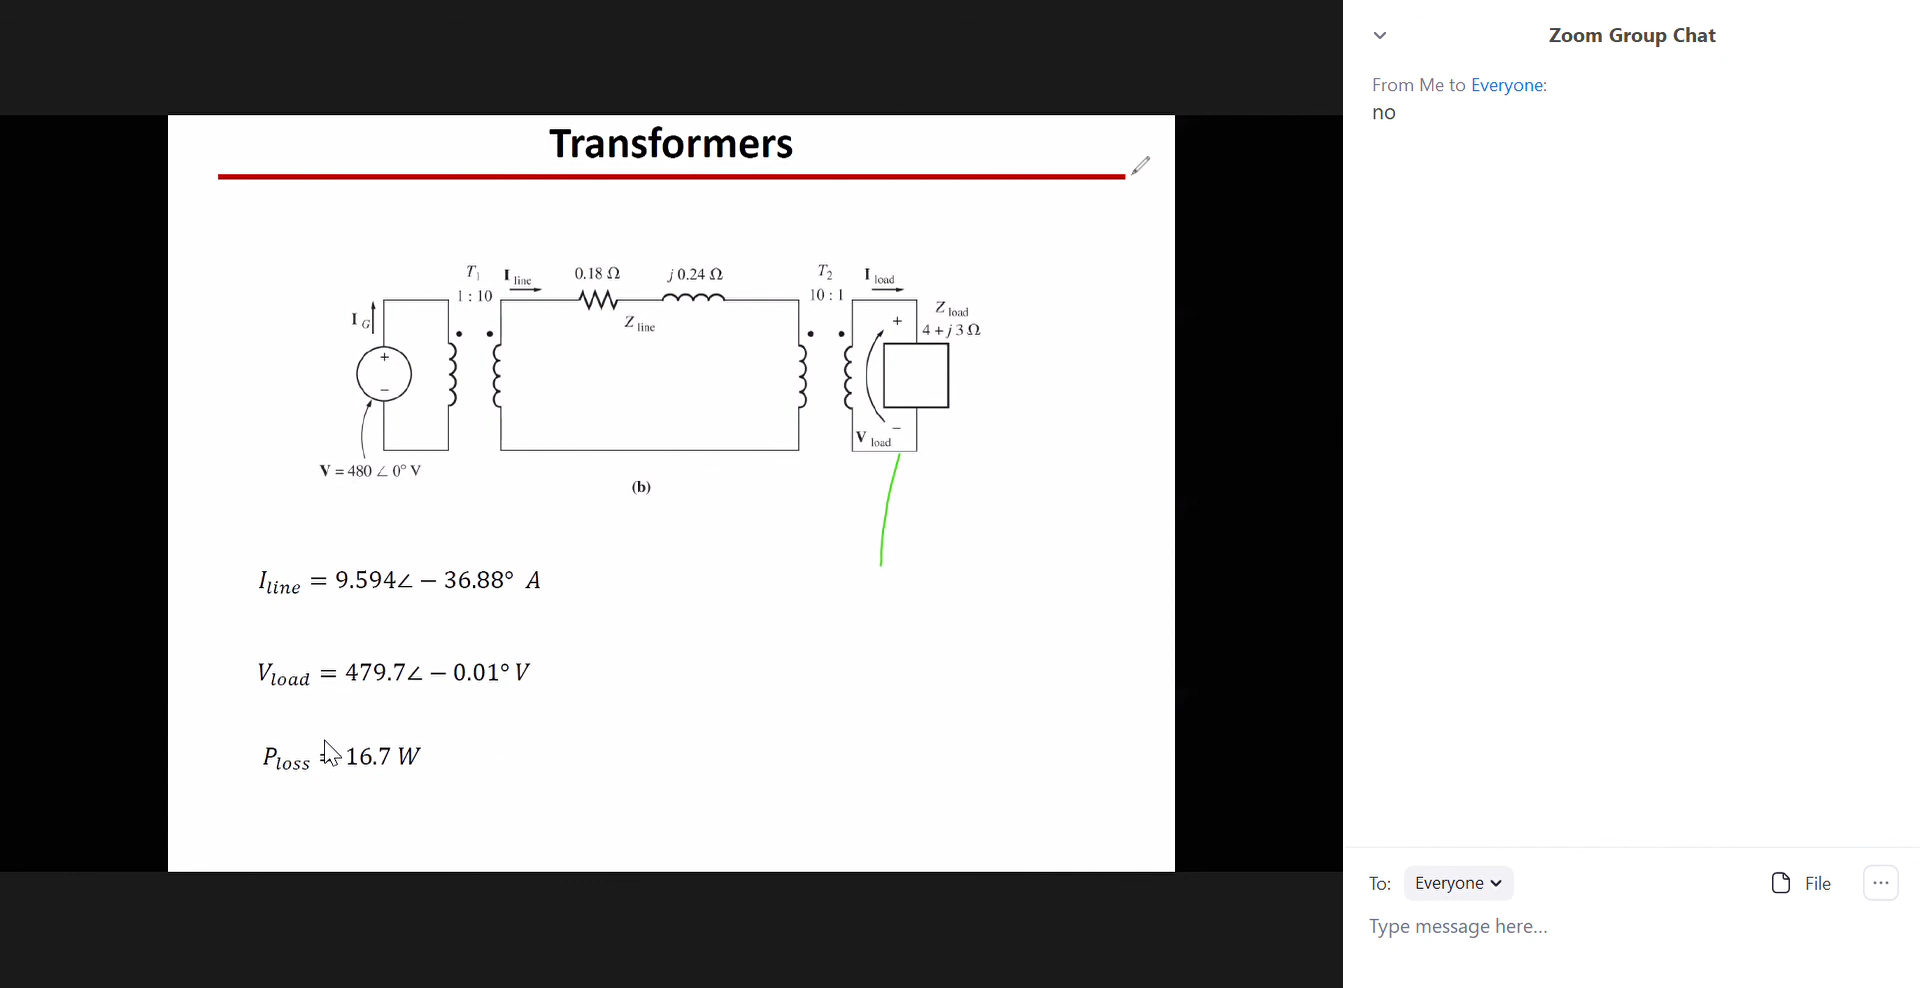 Transformers
T₁
1 : 10
I line
0.18 Ω
j 0.24 Ω
T₂
10 : 1
I load
I G
Z line
+
Z load
4 + j 3 Ω
+
−
−
V load
V = 480 ∠ 0° V
(b)
I_line = 9.594∠ − 36.88° A
V_load = 479.7∠ − 0.01° V
P_loss = 16.7 W
Zoom Group Chat
From Me to Everyone:
no
To: Everyone
File
...
Type message here...